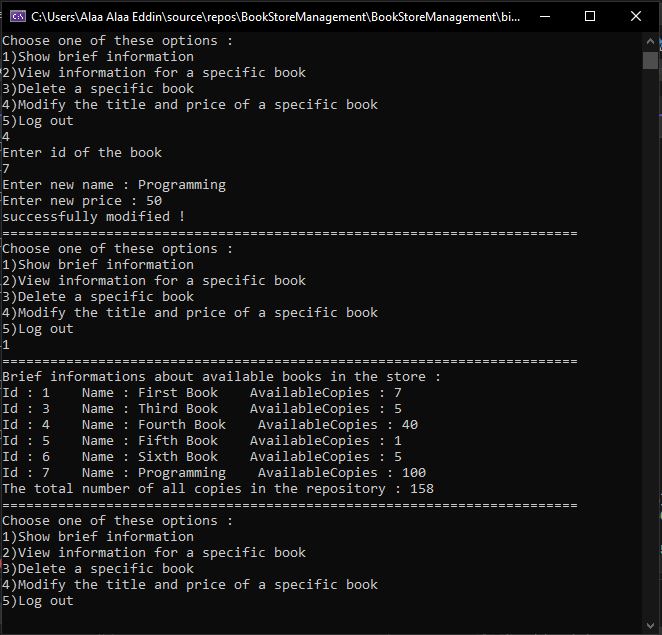 C:\Users\Alaa Alaa Eddin\source\repos\BookStoreManagement\BookStoreManagement\bi...
Choose one of these options :
1)Show brief information
2)View information for a specific book
3)Delete a specific book
4)Modify the title and price of a specific book
5)Log out
4
Enter id of the book
7
Enter new name : Programming
Enter new price : 50
successfully modified !
========================================================================
Choose one of these options :
1)Show brief information
2)View information for a specific book
3)Delete a specific book
4)Modify the title and price of a specific book
5)Log out
1
========================================================================
Brief informations about available books in the store :
Id : 1    Name : First Book    AvailableCopies : 7
Id : 3    Name : Third Book    AvailableCopies : 5
Id : 4    Name : Fourth Book    AvailableCopies : 40
Id : 5    Name : Fifth Book    AvailableCopies : 1
Id : 6    Name : Sixth Book    AvailableCopies : 5
Id : 7    Name : Programming    AvailableCopies : 100
The total number of all copies in the repository : 158
========================================================================
Choose one of these options :
1)Show brief information
2)View information for a specific book
3)Delete a specific book
4)Modify the title and price of a specific book
5)Log out